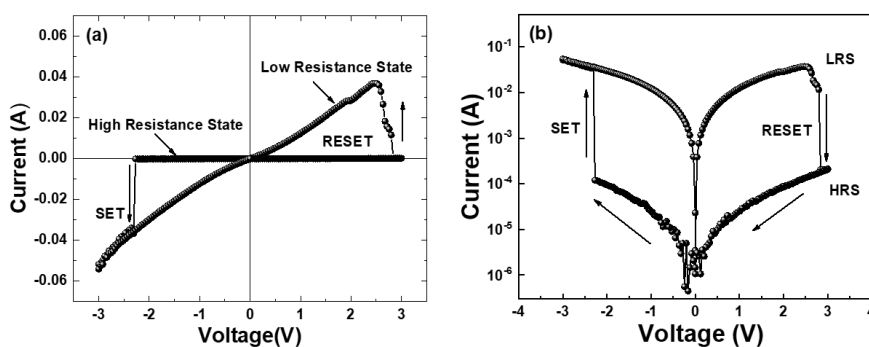 (a)
0.06
0.04
0.02
0.00
-0.02
-0.04
-0.06
Current (A)
Low Resistance State
High Resistance State
RESET
SET
-3 -2 -1 0 1 2 3
Voltage(V)
(b)
10-1
10-2
10-3
10-4
10-5
10-6
Current (A)
LRS
SET
RESET
HRS
-4 -3 -2 -1 0 1 2 3 4
Voltage (V)